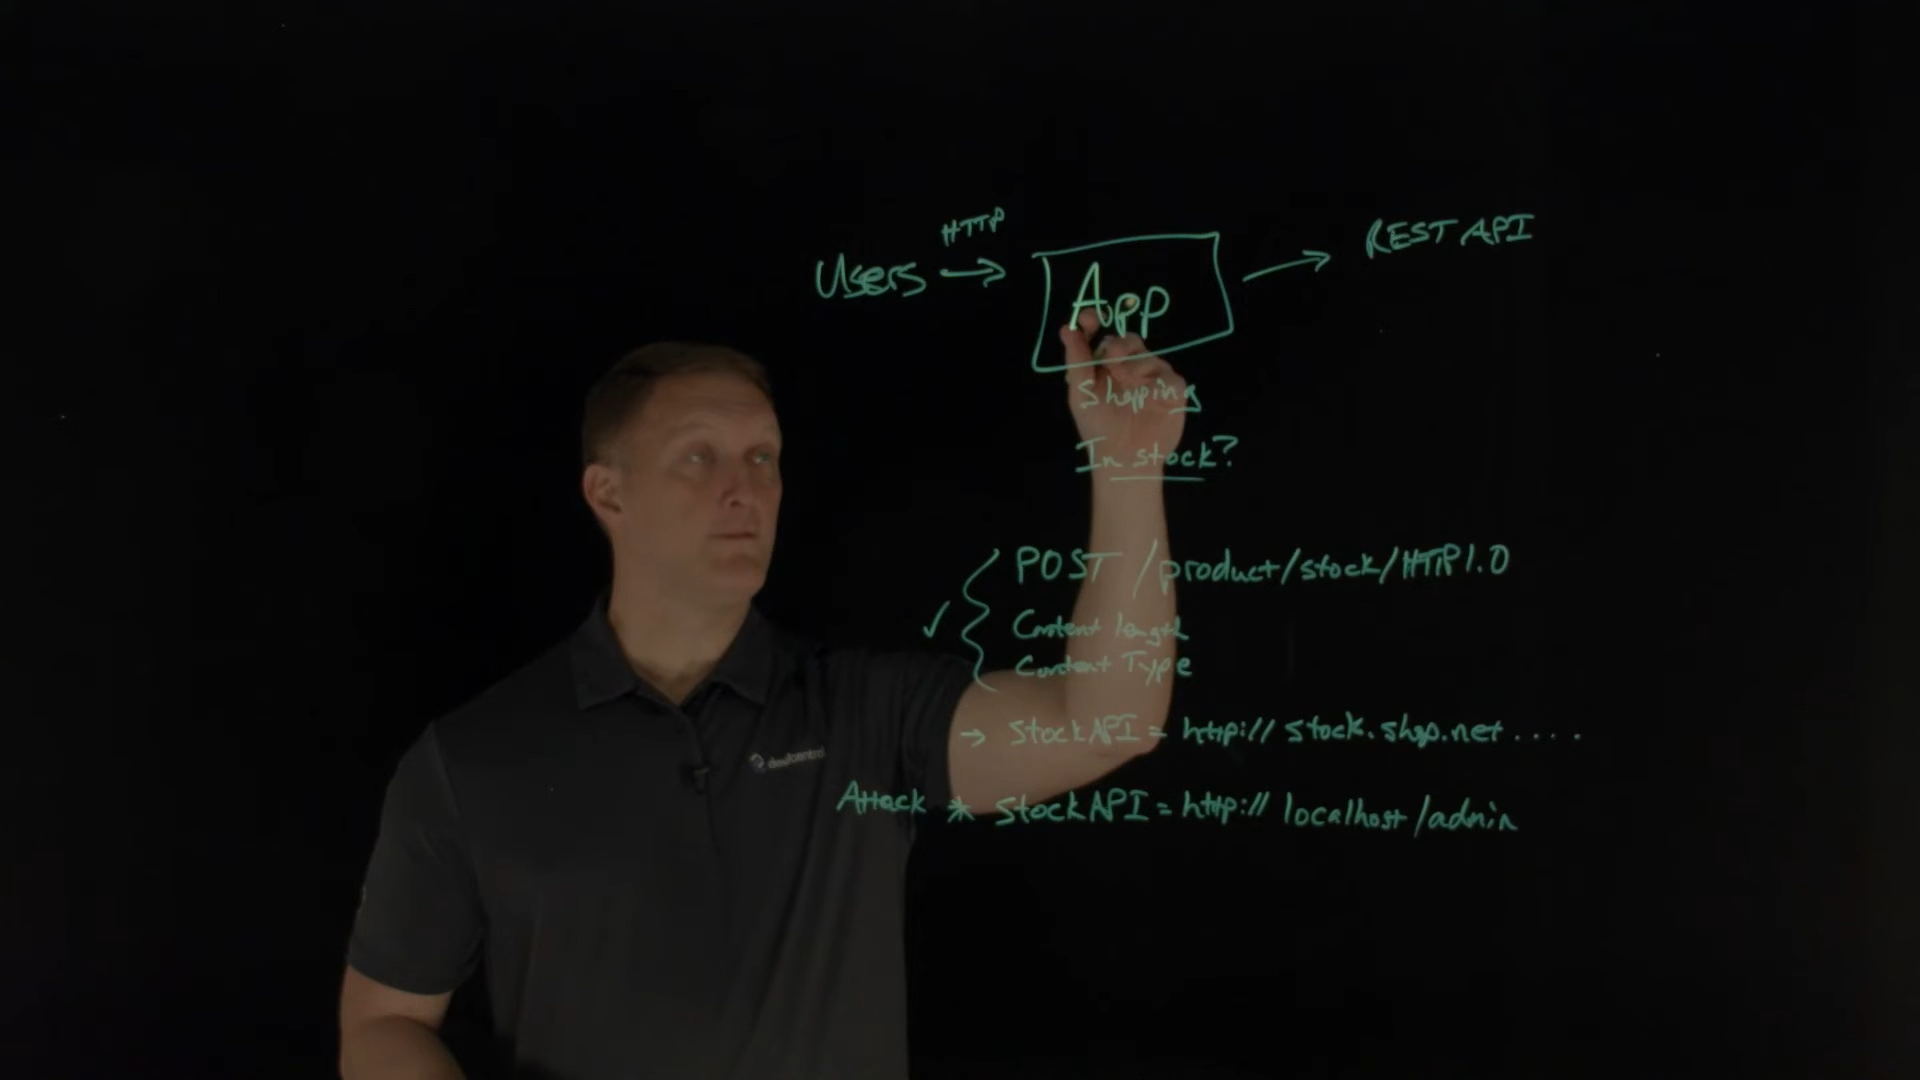 HTTP
Users → App → REST API
Shopping
In stock?
POST /product/stock/HTTP1.0
✓ Content length
Content Type
→ StockAPI = http://stock.shop.net....
Attack * StockAPI = http://localhost/admin
devcentral